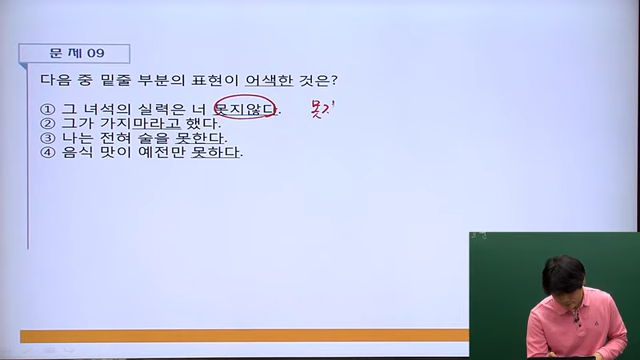 문제 09
다음 중 밑줄 부분의 표현이 어색한 것은?
① 그 녀석의 실력은 너 못지않다. 못지
② 그가 가지마라고 했다.
③ 나는 전혀 술을 못한다.
④ 음식 맛이 예전만 못하다.